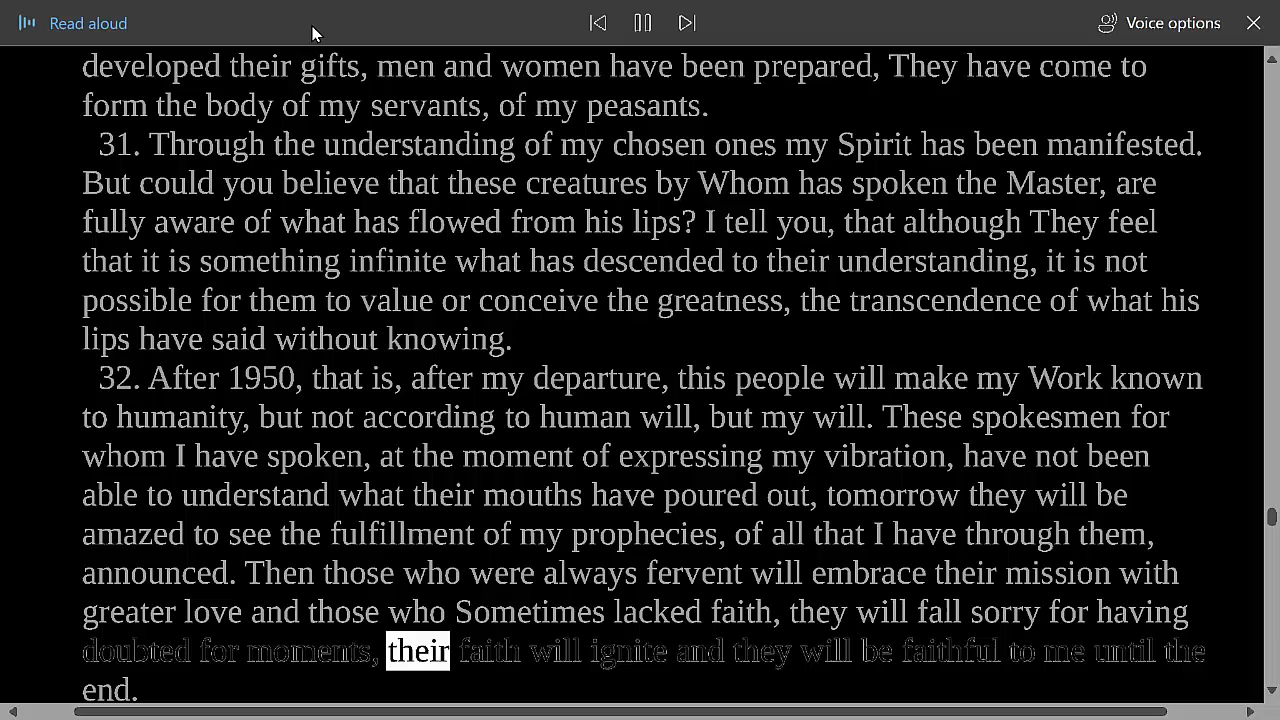 Read aloud
Voice options
developed their gifts, men and women have been prepared, They have come to
form the body of my servants, of my peasants.
31. Through the understanding of my chosen ones my Spirit has been manifested.
But could you believe that these creatures by Whom has spoken the Master, are
fully aware of what has flowed from his lips? I tell you, that although They feel
that it is something infinite what has descended to their understanding, it is not
possible for them to value or conceive the greatness, the transcendence of what his
lips have said without knowing.
32. After 1950, that is, after my departure, this people will make my Work known
to humanity, but not according to human will, but my will. These spokesmen for
whom I have spoken, at the moment of expressing my vibration, have not been
able to understand what their mouths have poured out, tomorrow they will be
amazed to see the fulfillment of my prophecies, of all that I have through them,
announced. Then those who were always fervent will embrace their mission with
greater love and those who Sometimes lacked faith, they will fall sorry for having
doubted for moments, their faith will ignite and they will be faithful to me until the
end.